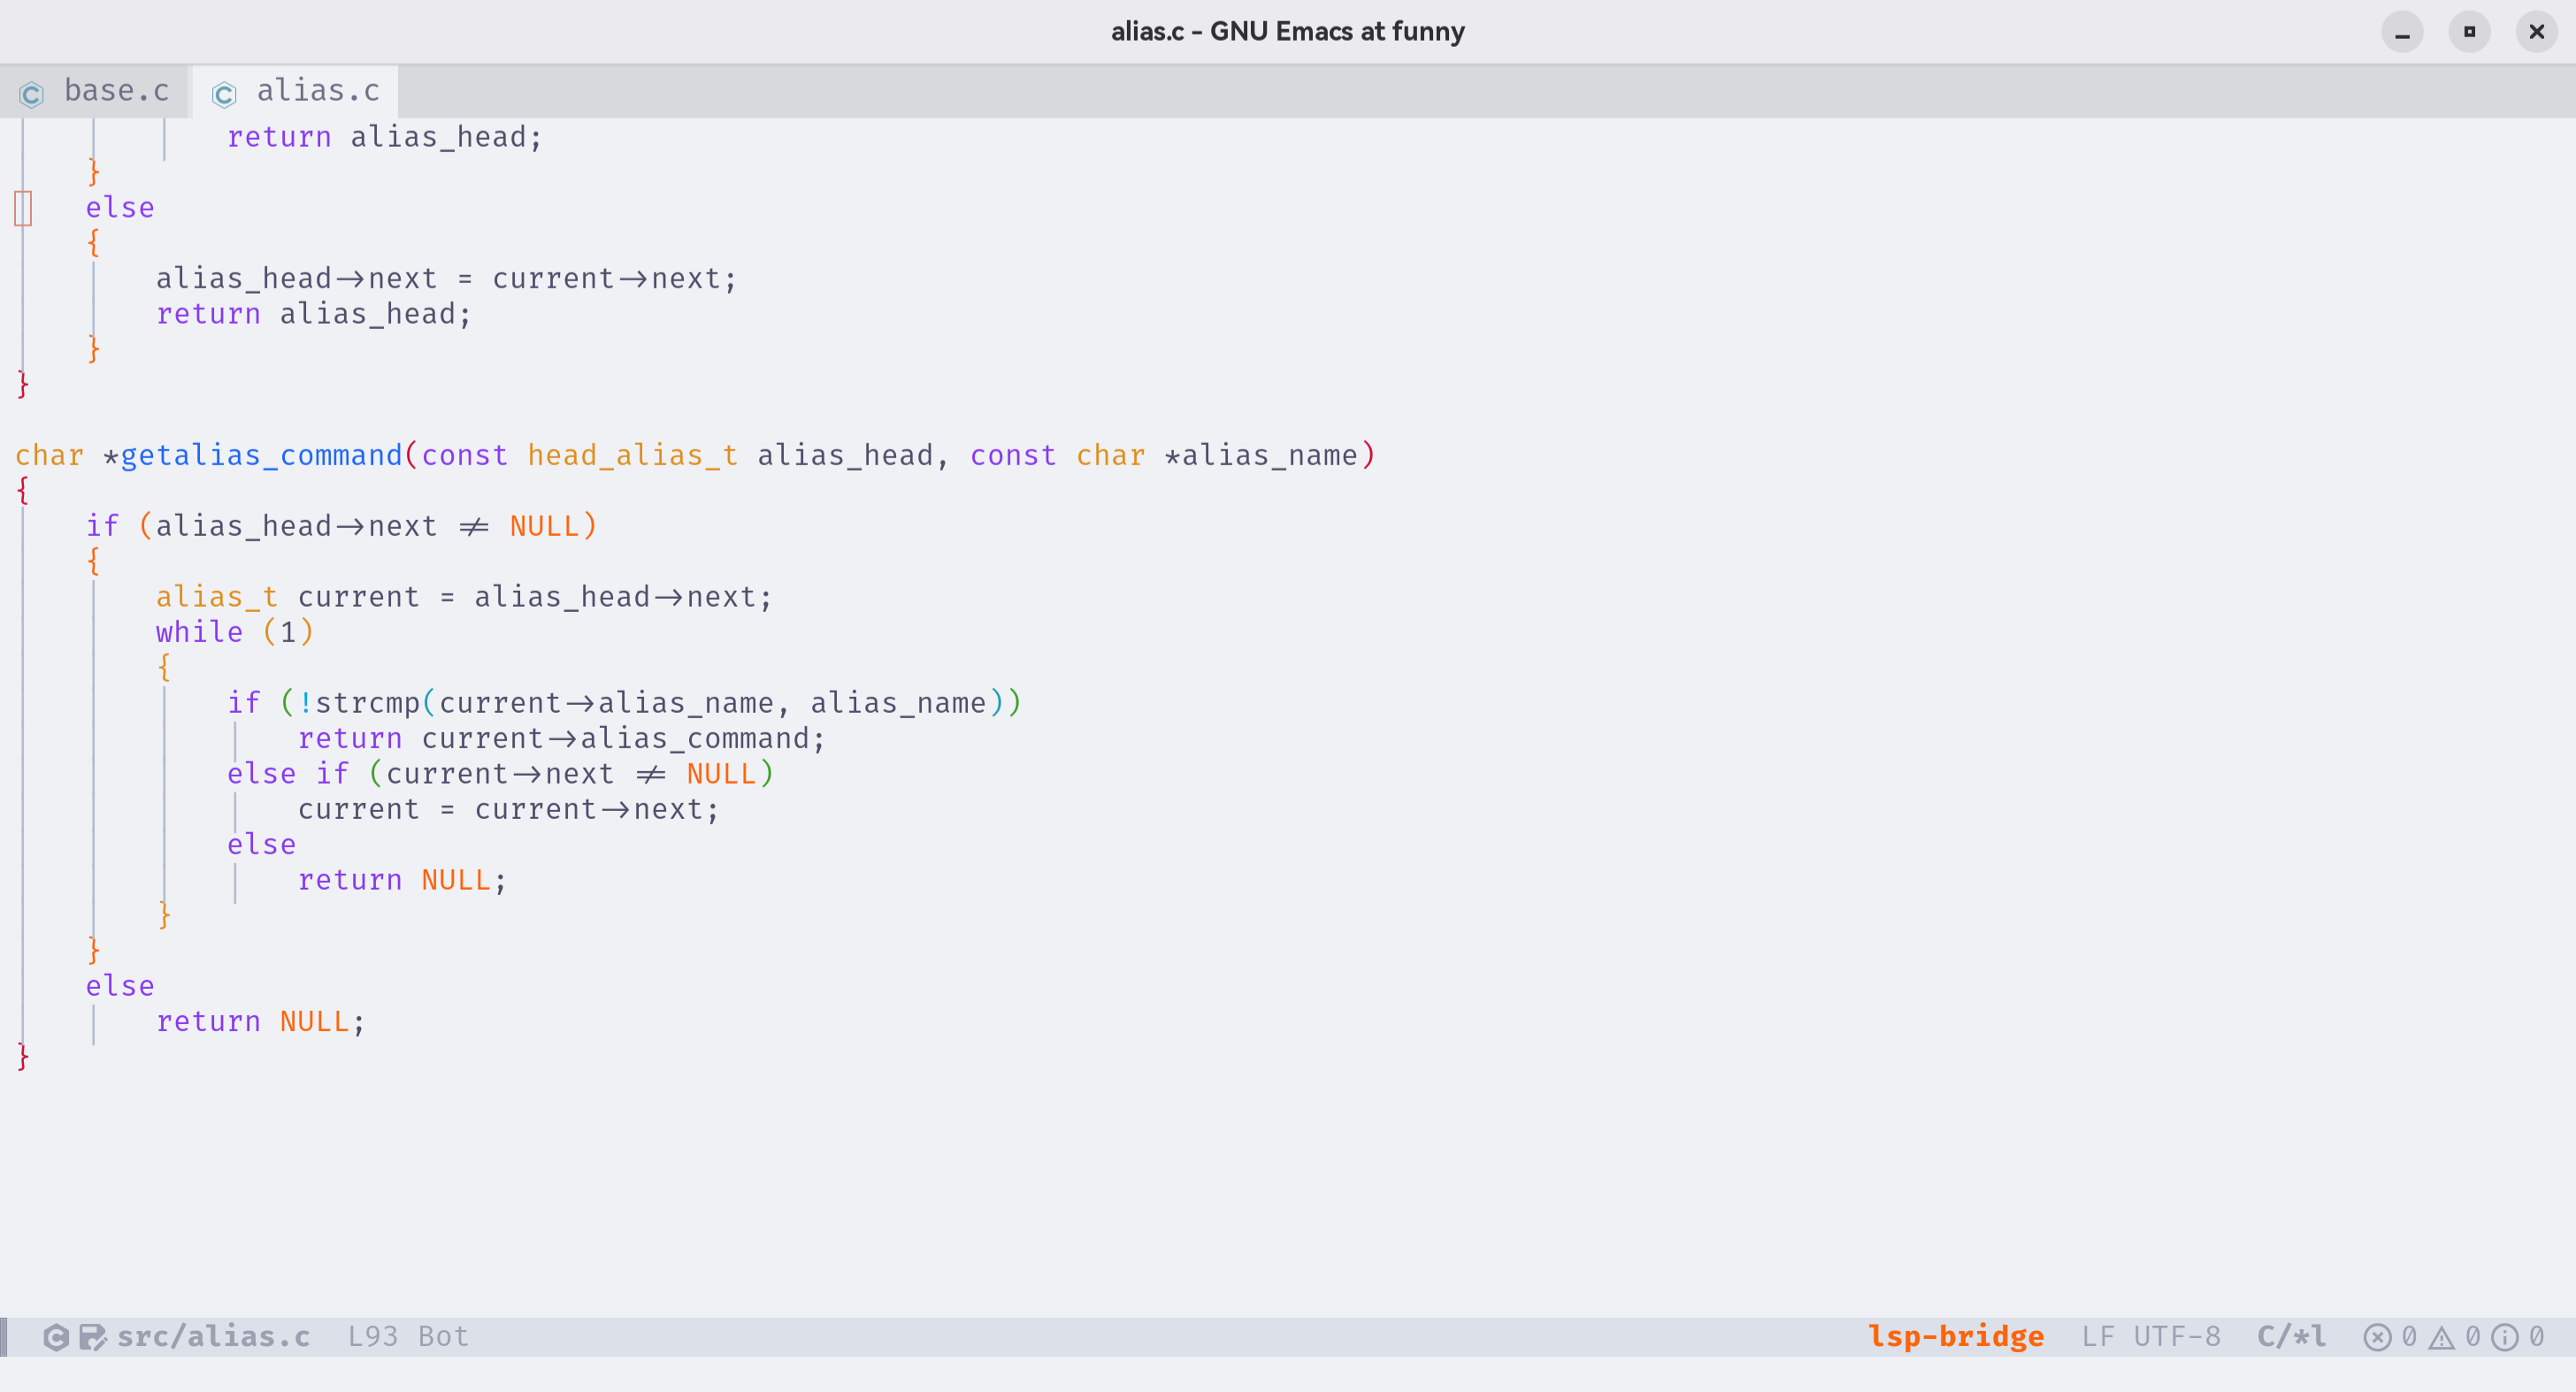 alias.c – GNU Emacs at funny
base.c alias.c
            return alias_head;
    }
    else
    {
        alias_head->next = current->next;
        return alias_head;
    }
}
char *getalias_command(const head_alias_t alias_head, const char *alias_name)
{
    if (alias_head->next != NULL)
    {
        alias_t current = alias_head->next;
        while (1)
        {
            if (!strcmp(current->alias_name, alias_name))
                return current->alias_command;
            else if (current->next != NULL)
                current = current->next;
            else
                return NULL;
        }
    }
    else
        return NULL;
}
src/alias.c L93 Bot lsp-bridge LF UTF-8 C/*l 0 0 0